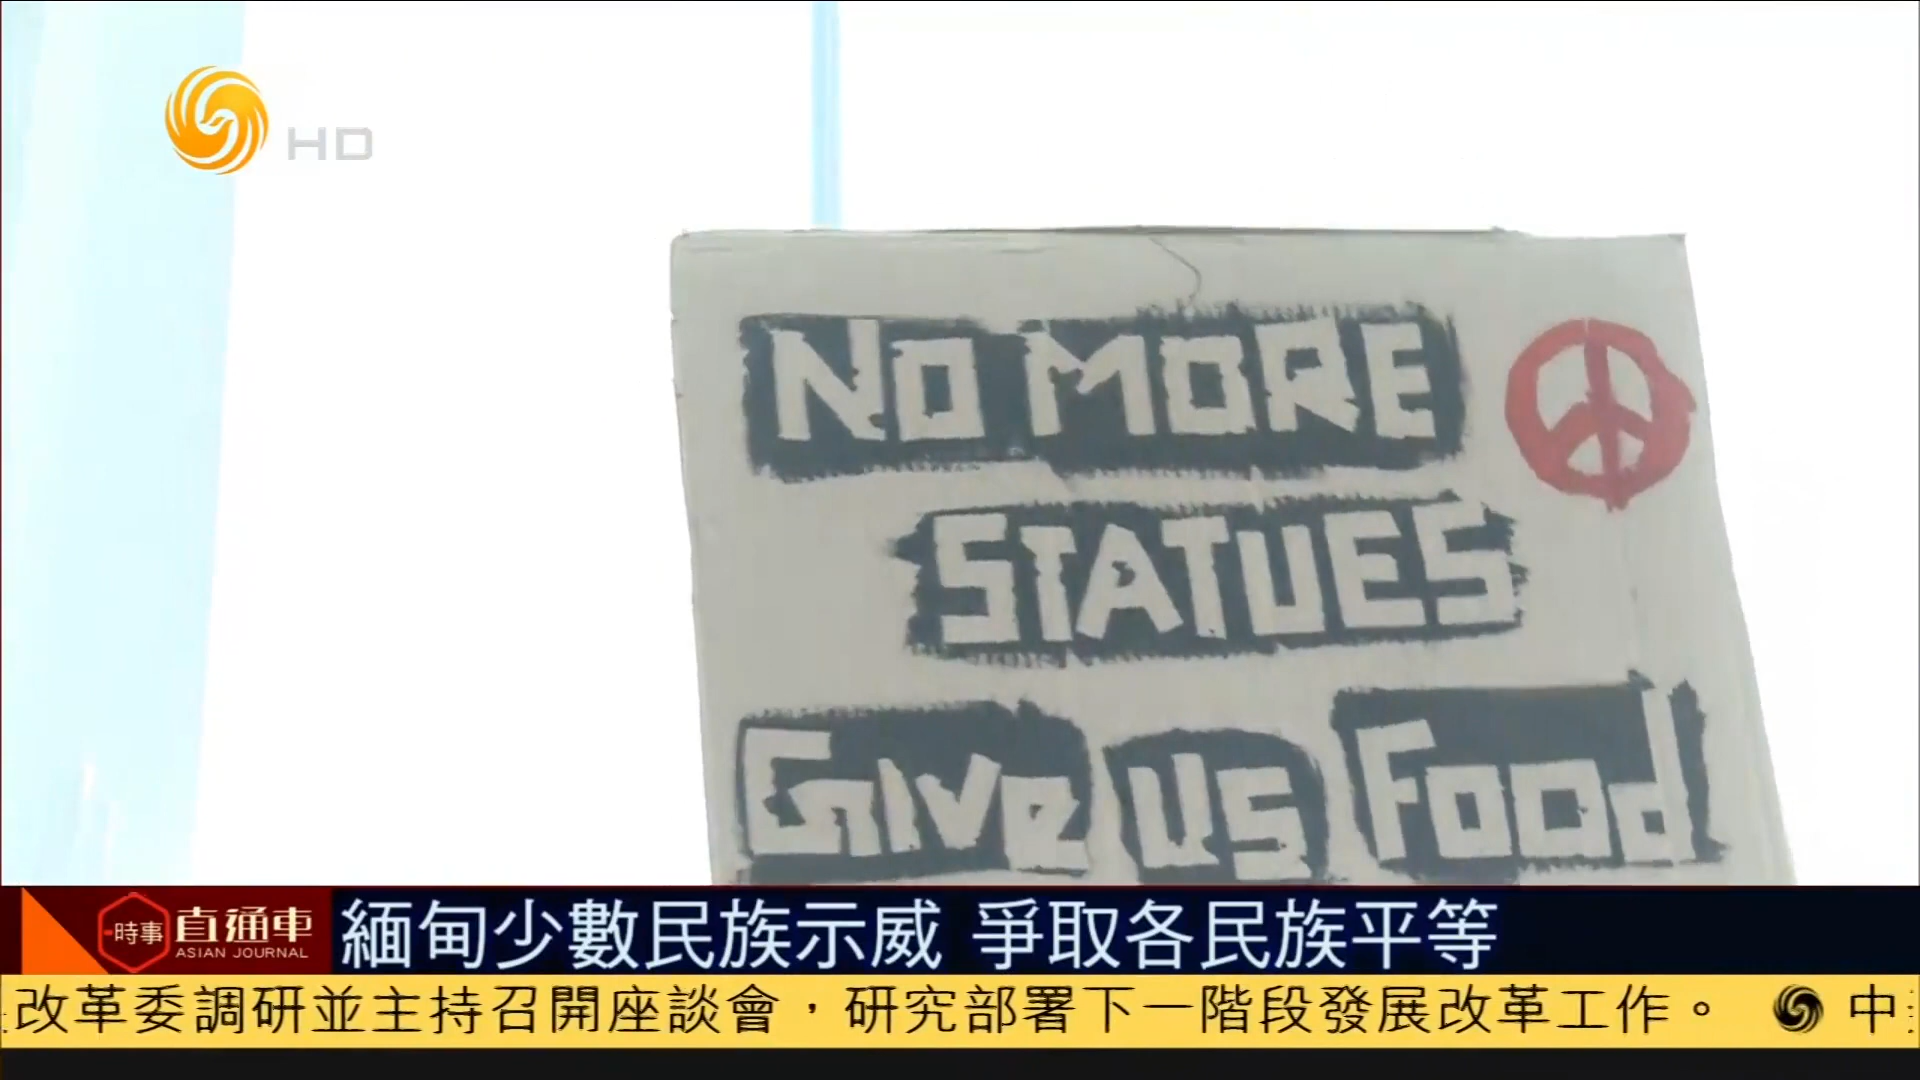 HD
NO MORE
STATUES
Give us Food
時事 直通車
ASIAN JOURNAL
緬甸少數民族示威 爭取各民族平等
改革委調研並主持召開座談會，研究部署下一階段發展改革工作。 中